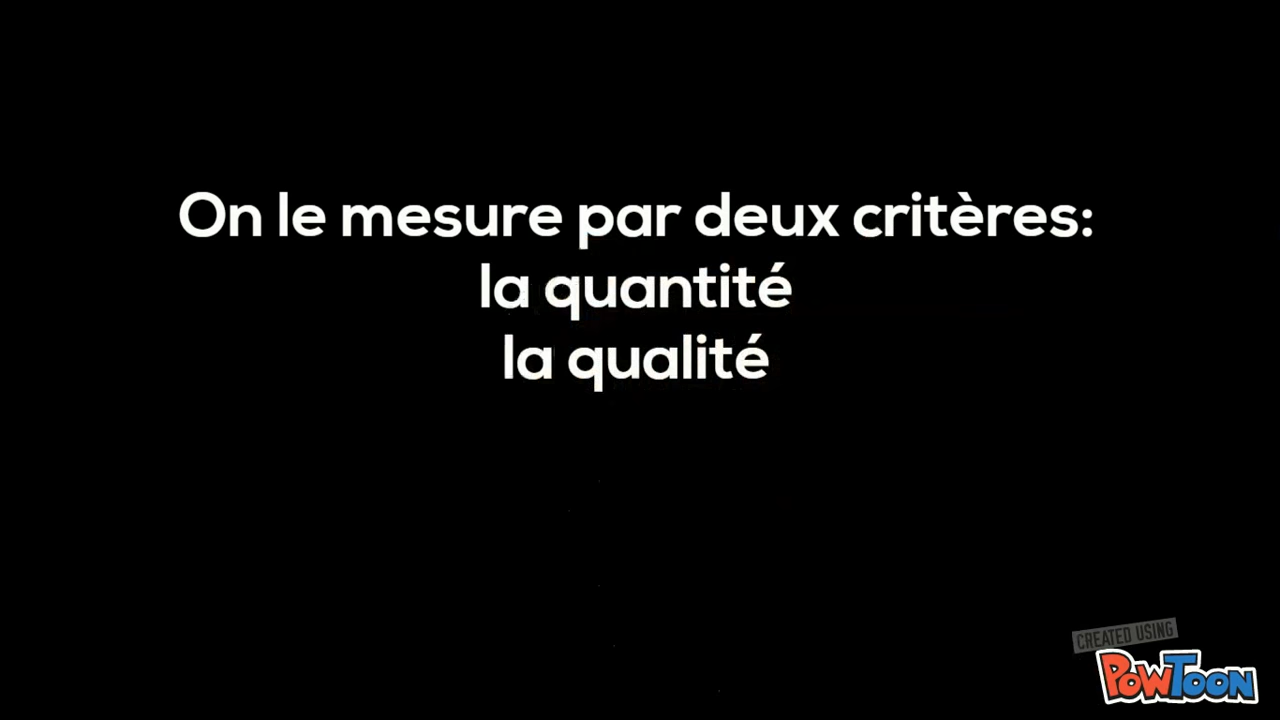 On le mesure par deux critères:
la quantité
la qualité
CREATED USING
POWTOON